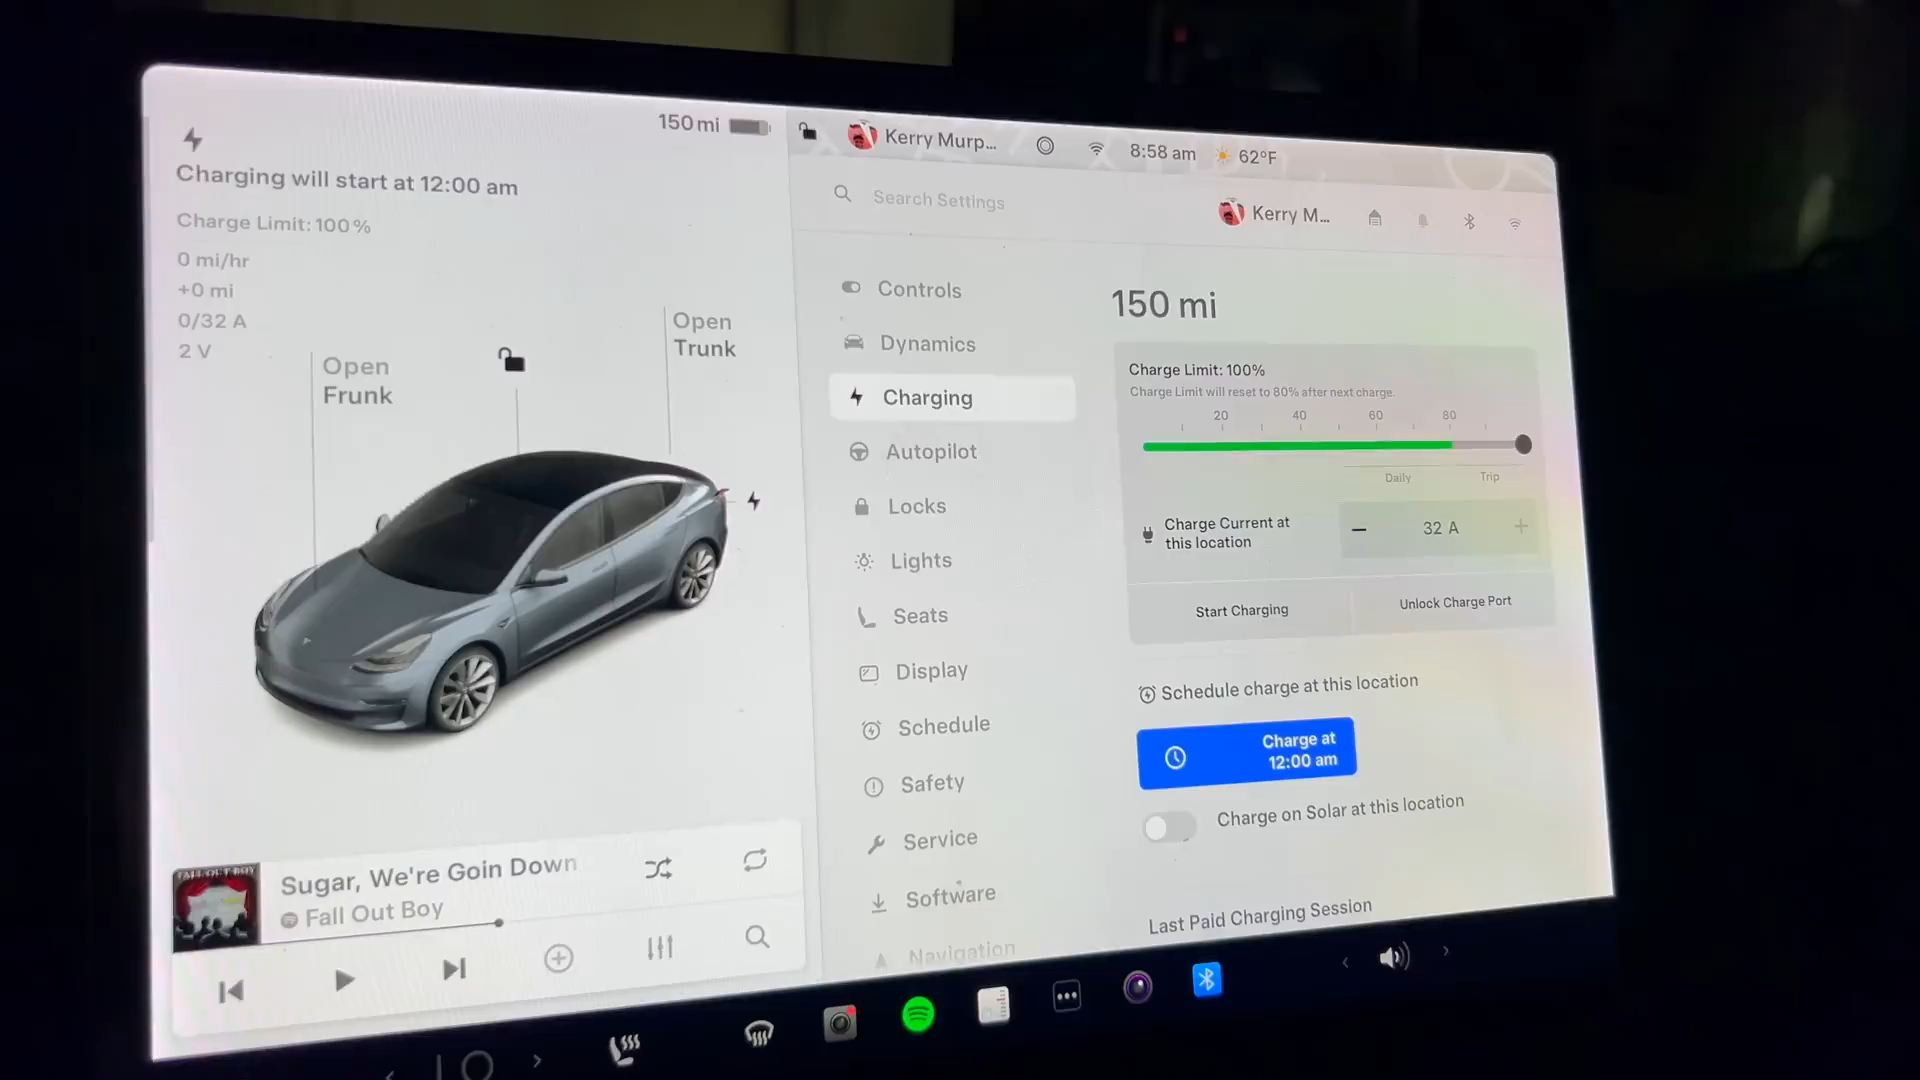 150 mi
Charging will start at 12:00 am
Charge Limit: 100%
0 mi/hr
+0 mi
0/32 A
2 V
Open
Frunk
Open
Trunk
Sugar, We're Goin Down
Fall Out Boy
FALL OUT BOY
Kerry Murp...
8:58 am
62°F
Search Settings
Kerry M...
Controls
Dynamics
Charging
Autopilot
Locks
Lights
Seats
Display
Schedule
Safety
Service
Software
Navigation
150 mi
Charge Limit: 100%
Charge Limit will reset to 80% after next charge.
20 40 60 80
Daily Trip
Charge Current at
this location
32 A
Start Charging
Unlock Charge Port
Schedule charge at this location
Charge at
12:00 am
Charge on Solar at this location
Last Paid Charging Session